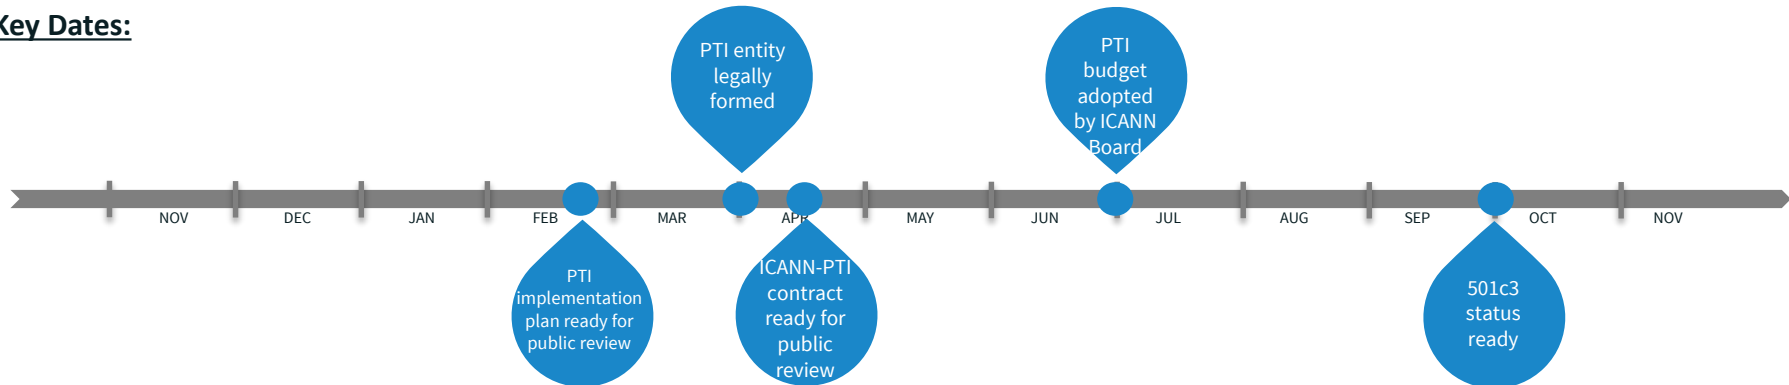 Key Dates:
PTI entity
legally
formed
PTI
budget
adopted
by ICANN
Board
NOV DEC JAN FEB MAR APR MAY JUN JUL AUG SEP OCT NOV
PTI
implementation
plan ready for
public review
ICANN-PTI
contract
ready for
public
review
501c3
status
ready